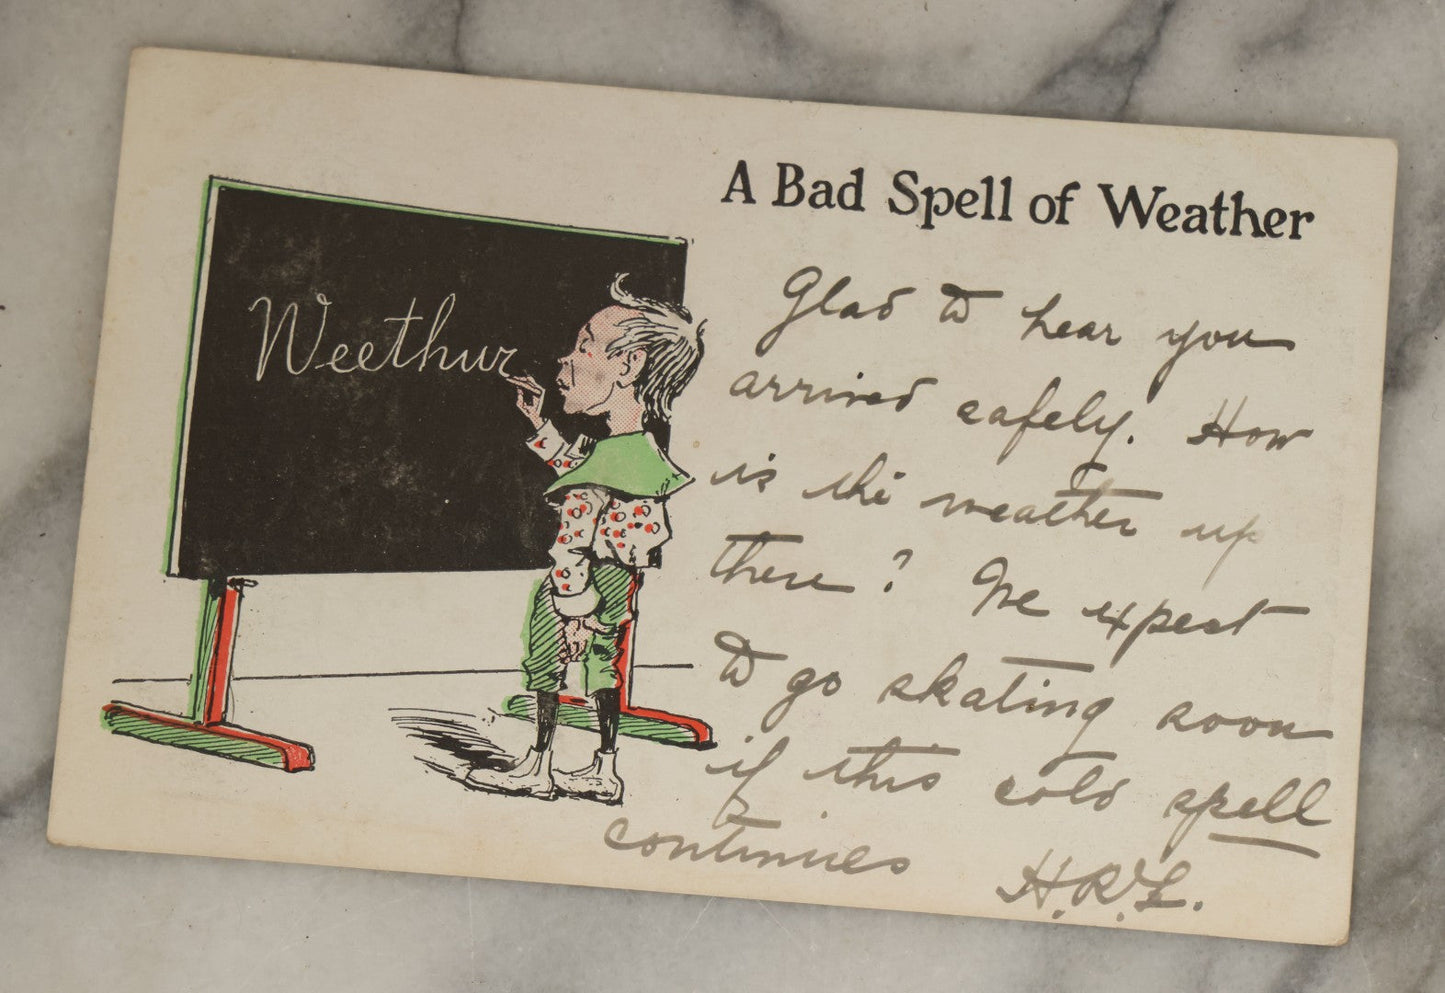 A Bad Spell of Weather
Weethur
Glad to hear you
arrived safely. How
is the weather up
there? We expect
to go skating soon
if this cold spell
continues H.R.L.